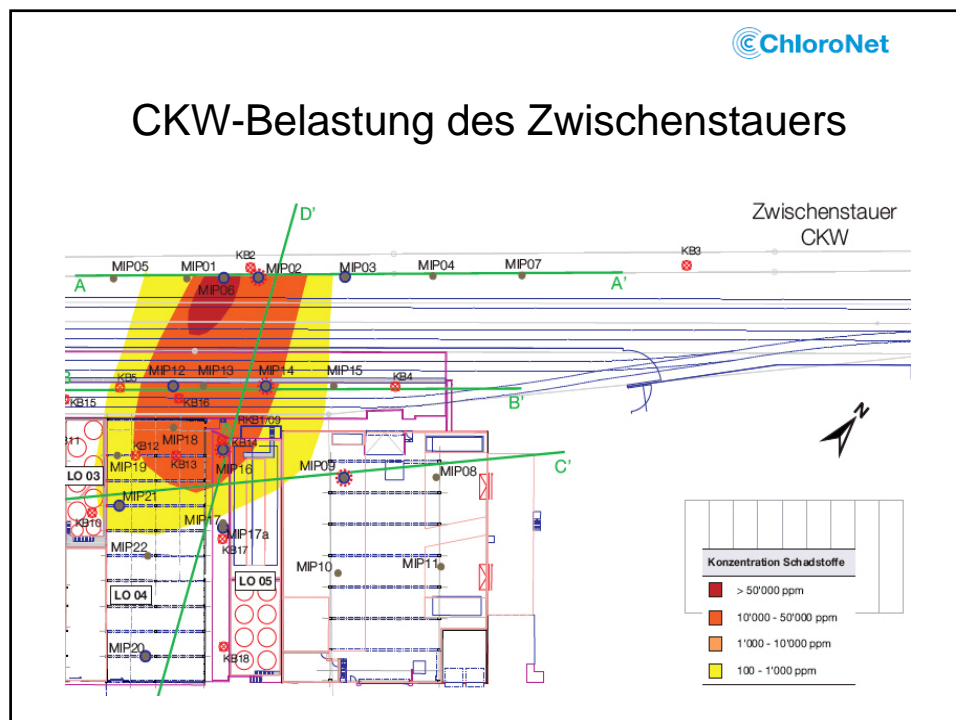 ChloroNet
CKW-Belastung des Zwischenstauers
Zwischenstauer
CKW
D'
KB2
KB3
MIP05
MIP01
MIP02
MIP03
MIP04
MIP07
A
MIP06
A'
KB5
MIP12
MIP13
MIP14
MIP15
KB4
KB15
KB16
B'
RKB1/09
MIP18
KB14
KB12
KB13
MIP19
MIP16
MIP09
MIP08
C'
LO 03
MIP21
KB10
MIP17
MIP17a
KB17
MIP22
MIP10
MIP11
LO 04
LO 05
MIP20
KB18
N
Konzentration Schadstoffe
> 50'000 ppm
10'000 - 50'000 ppm
1'000 - 10'000 ppm
100 - 1'000 ppm